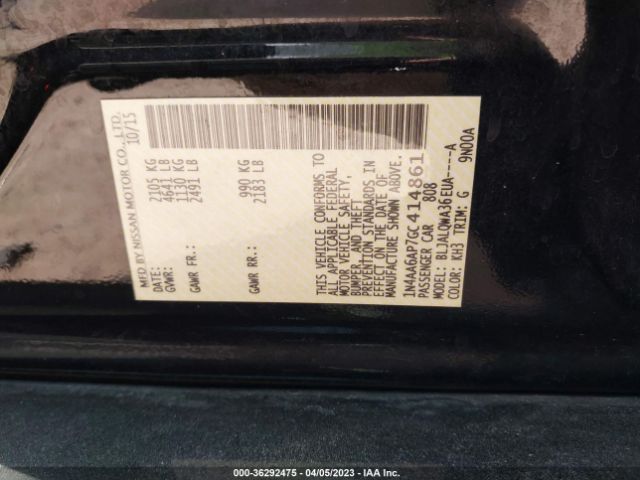 MFD BY NISSAN MOTOR CO., LTD.
DATE: 10/15
GVWR: 2105 KG
4641 LB
GAWR FR.: 1130 KG
2491 LB
GAWR RR.: 990 KG
2183 LB
THIS VEHICLE CONFORMS
TO ALL APPLICABLE FEDERAL
MOTOR VEHICLE SAFETY,
BUMPER, AND THEFT
PREVENTION STANDARDS IN
EFFECT ON THE DATE OF
MANUFACTURE SHOWN ABOVE.
1N4AA6AP7GC414861
PASSENGER CAR 808
MODEL: BLJALQWA36EUA----A
COLOR: KH3 TRIM: G 9N00A
000-36292475 - 04/05/2023 - IAA Inc.